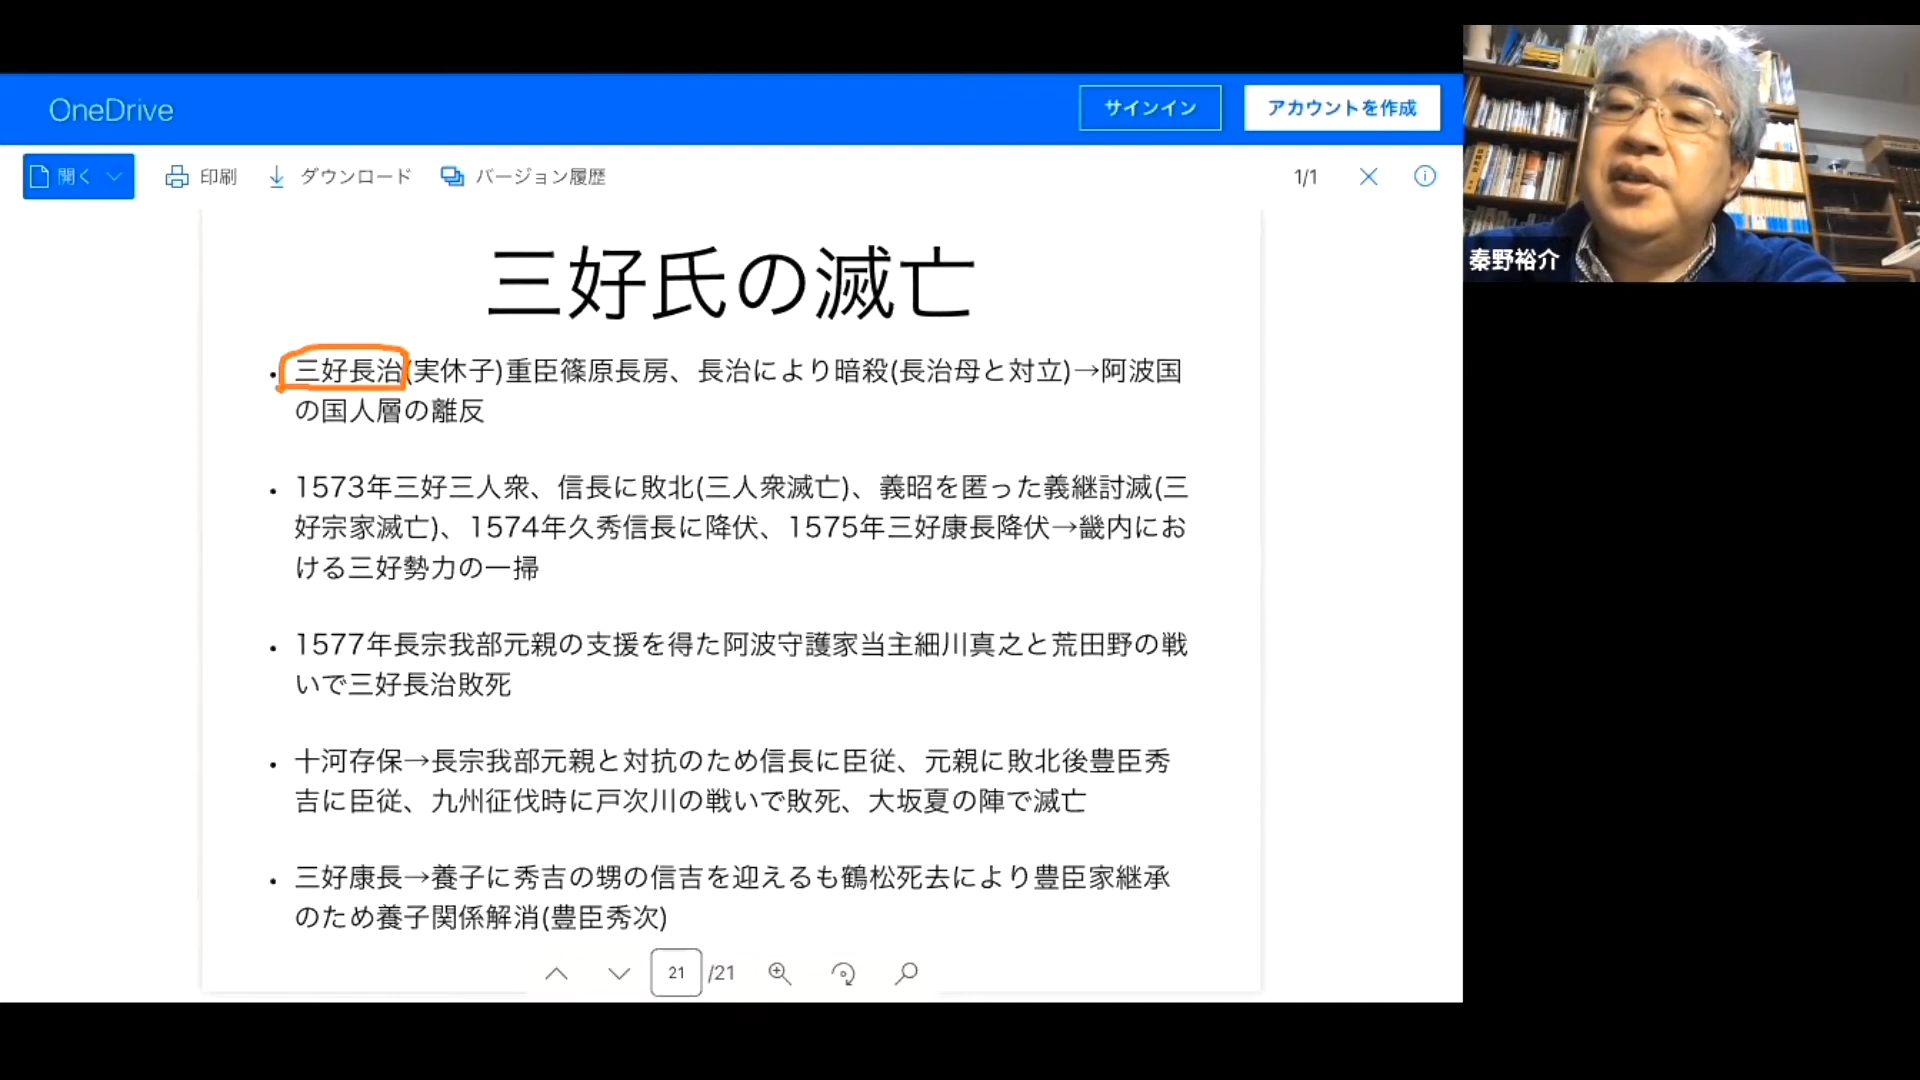 OneDrive
サインイン
アカウントを作成
開く
印刷
ダウンロード
バージョン履歴
1/1
秦野裕介
三好氏の滅亡
・三好長治(実休子)重臣篠原長房、長治により暗殺(長治母と対立)→阿波国
の国人層の離反
・1573年三好三人衆、信長に敗北(三人衆滅亡)、義昭を匿った義継討滅(三
好宗家滅亡)、1574年久秀信長に降伏、1575年三好康長降伏→畿内にお
ける三好勢力の一掃
・1577年長宗我部元親の支援を得た阿波守護家当主細川真之と荒田野の戦
いで三好長治敗死
・十河存保→長宗我部元親と対抗のため信長に臣従、元親に敗北後豊臣秀
吉に臣従、九州征伐時に戸次川の戦いで敗死、大坂夏の陣で滅亡
・三好康長→養子に秀吉の甥の信吉を迎えるも鶴松死去により豊臣家継承
のため養子関係解消(豊臣秀次)
21 /21